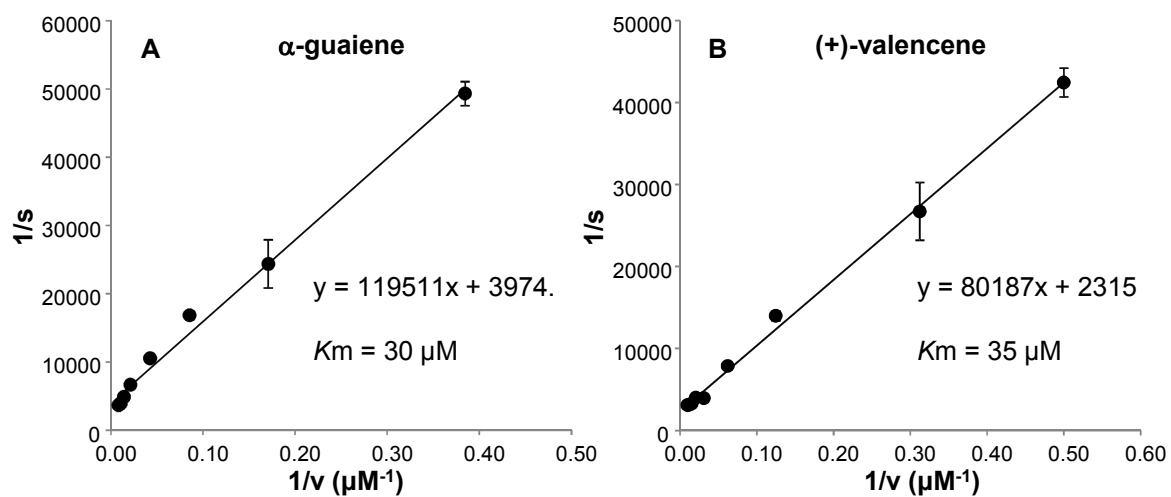 A
α-guaiene
60000
50000
40000
30000
20000
10000
0
1/s
y = 119511x + 3974.
Km = 30 µM
0.00 0.10 0.20 0.30 0.40 0.50
1/v (µM-1)
B
(+)-valencene
50000
40000
30000
20000
10000
0
1/s
y = 80187x + 2315
Km = 35 µM
0.00 0.10 0.20 0.30 0.40 0.50 0.60
1/v (µM-1)